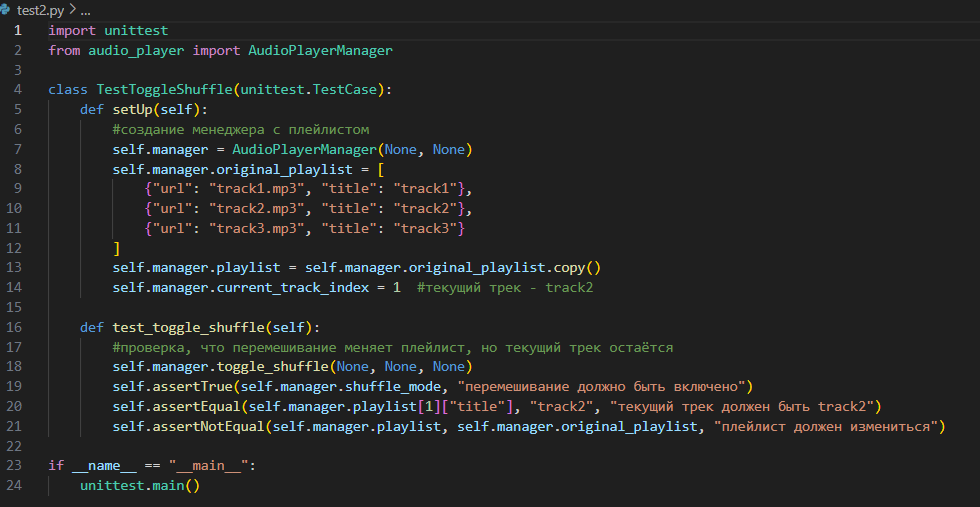 test2.py > ...
1 import unittest
2 from audio_player import AudioPlayerManager
3
4 class TestToggleShuffle(unittest.TestCase):
5     def setUp(self):
6         #создание менеджера с плейлистом
7         self.manager = AudioPlayerManager(None, None)
8         self.manager.original_playlist = [
9             {"url": "track1.mp3", "title": "track1"},
10             {"url": "track2.mp3", "title": "track2"},
11             {"url": "track3.mp3", "title": "track3"}
12         ]
13         self.manager.playlist = self.manager.original_playlist.copy()
14         self.manager.current_track_index = 1  #текущий трек - track2
15
16     def test_toggle_shuffle(self):
17         #проверка, что перемешивание меняет плейлист, но текущий трек остаётся
18         self.manager.toggle_shuffle(None, None, None)
19         self.assertTrue(self.manager.shuffle_mode, "перемешивание должно быть включено")
20         self.assertEqual(self.manager.playlist[1]["title"], "track2", "текущий трек должен быть track2")
21         self.assertNotEqual(self.manager.playlist, self.manager.original_playlist, "плейлист должен измениться")
22
23 if __name__ == "__main__":
24     unittest.main()